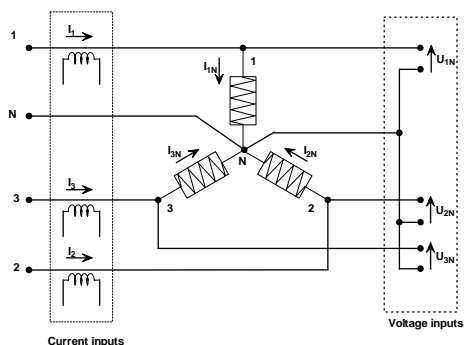 1
I1
1
I1N
U1N
N
I3N
I2N
N
3
I3
3
2
U2N
2
I2
U3N
Current inputs
Voltage inputs